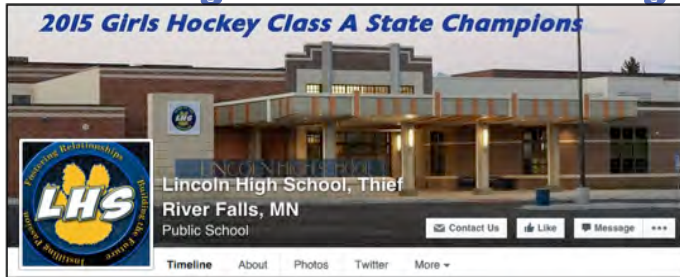 2015 Girls Hockey Class A State Champions
LHS
LINCOLN HIGH SCHOOL
Fostering Relationships
Building the Future
Instilling Passion
LHS
Lincoln High School, Thief
River Falls, MN
Public School
Contact Us
Like
Message
Timeline About Photos Twitter More